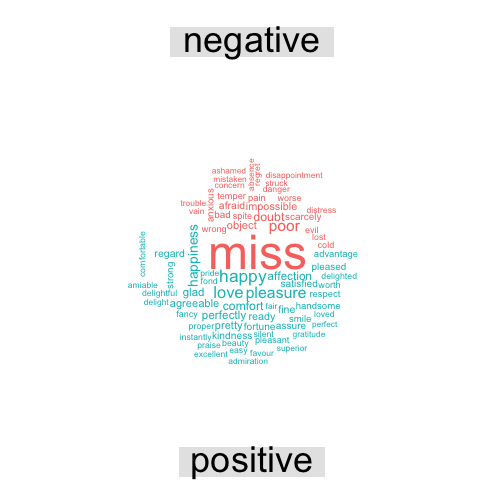 negative
ashamed
absence
regret
disappointment
mistaken
struck
concern
danger
trouble
anxious
temper
pain
worse
vain
afraid
impossible
distress
bad
spite
doubt
scarcely
wrong
object
poor
evil
lost
cold
miss
comfortable
regard
happiness
advantage
strong
pride
happy
affection
pleased
fond
delighted
amiable
satisfied
worth
delightful
glad
love
pleasure
respect
delight
agreeable
comfort
fair
fine
handsome
fancy
perfectly
ready
smile
loved
proper
pretty
fortune
assure
perfect
instantly
kindness
silent
gratitude
praise
beauty
pleasant
excellent
easy
favour
superior
admiration
positive